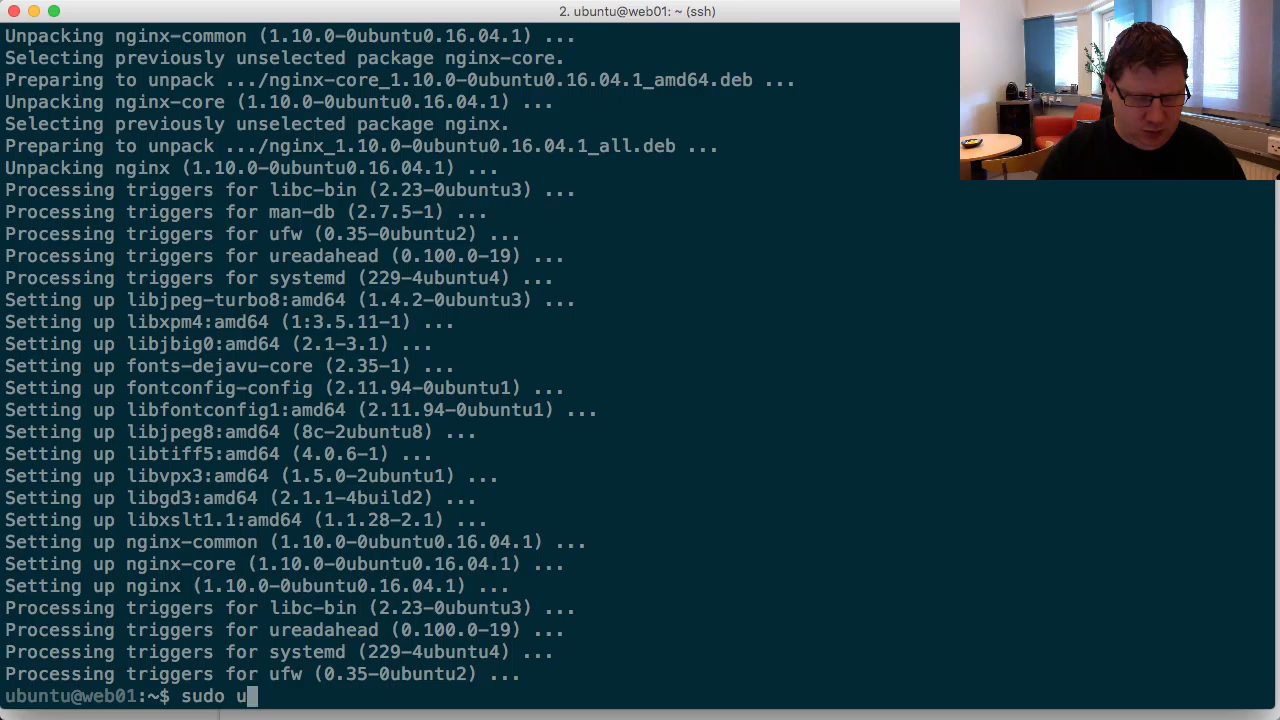 2. ubuntu@web01: ~ (ssh)
Unpacking nginx-common (1.10.0-0ubuntu0.16.04.1) ...
Selecting previously unselected package nginx-core.
Preparing to unpack .../nginx-core_1.10.0-0ubuntu0.16.04.1_amd64.deb ...
Unpacking nginx-core (1.10.0-0ubuntu0.16.04.1) ...
Selecting previously unselected package nginx.
Preparing to unpack .../nginx_1.10.0-0ubuntu0.16.04.1_all.deb ...
Unpacking nginx (1.10.0-0ubuntu0.16.04.1) ...
Processing triggers for libc-bin (2.23-0ubuntu3) ...
Processing triggers for man-db (2.7.5-1) ...
Processing triggers for ufw (0.35-0ubuntu2) ...
Processing triggers for ureadahead (0.100.0-19) ...
Processing triggers for systemd (229-4ubuntu4) ...
Setting up libjpeg-turbo8:amd64 (1.4.2-0ubuntu3) ...
Setting up libxpm4:amd64 (1:3.5.11-1) ...
Setting up libjbig0:amd64 (2.1-3.1) ...
Setting up fonts-dejavu-core (2.35-1) ...
Setting up fontconfig-config (2.11.94-0ubuntu1) ...
Setting up libfontconfig1:amd64 (2.11.94-0ubuntu1) ...
Setting up libjpeg8:amd64 (8c-2ubuntu8) ...
Setting up libtiff5:amd64 (4.0.6-1) ...
Setting up libvpx3:amd64 (1.5.0-2ubuntu1) ...
Setting up libgd3:amd64 (2.1.1-4build2) ...
Setting up libxslt1.1:amd64 (1.1.28-2.1) ...
Setting up nginx-common (1.10.0-0ubuntu0.16.04.1) ...
Setting up nginx-core (1.10.0-0ubuntu0.16.04.1) ...
Setting up nginx (1.10.0-0ubuntu0.16.04.1) ...
Processing triggers for libc-bin (2.23-0ubuntu3) ...
Processing triggers for ureadahead (0.100.0-19) ...
Processing triggers for systemd (229-4ubuntu4) ...
Processing triggers for ufw (0.35-0ubuntu2) ...
ubuntu@web01:~$ sudo u